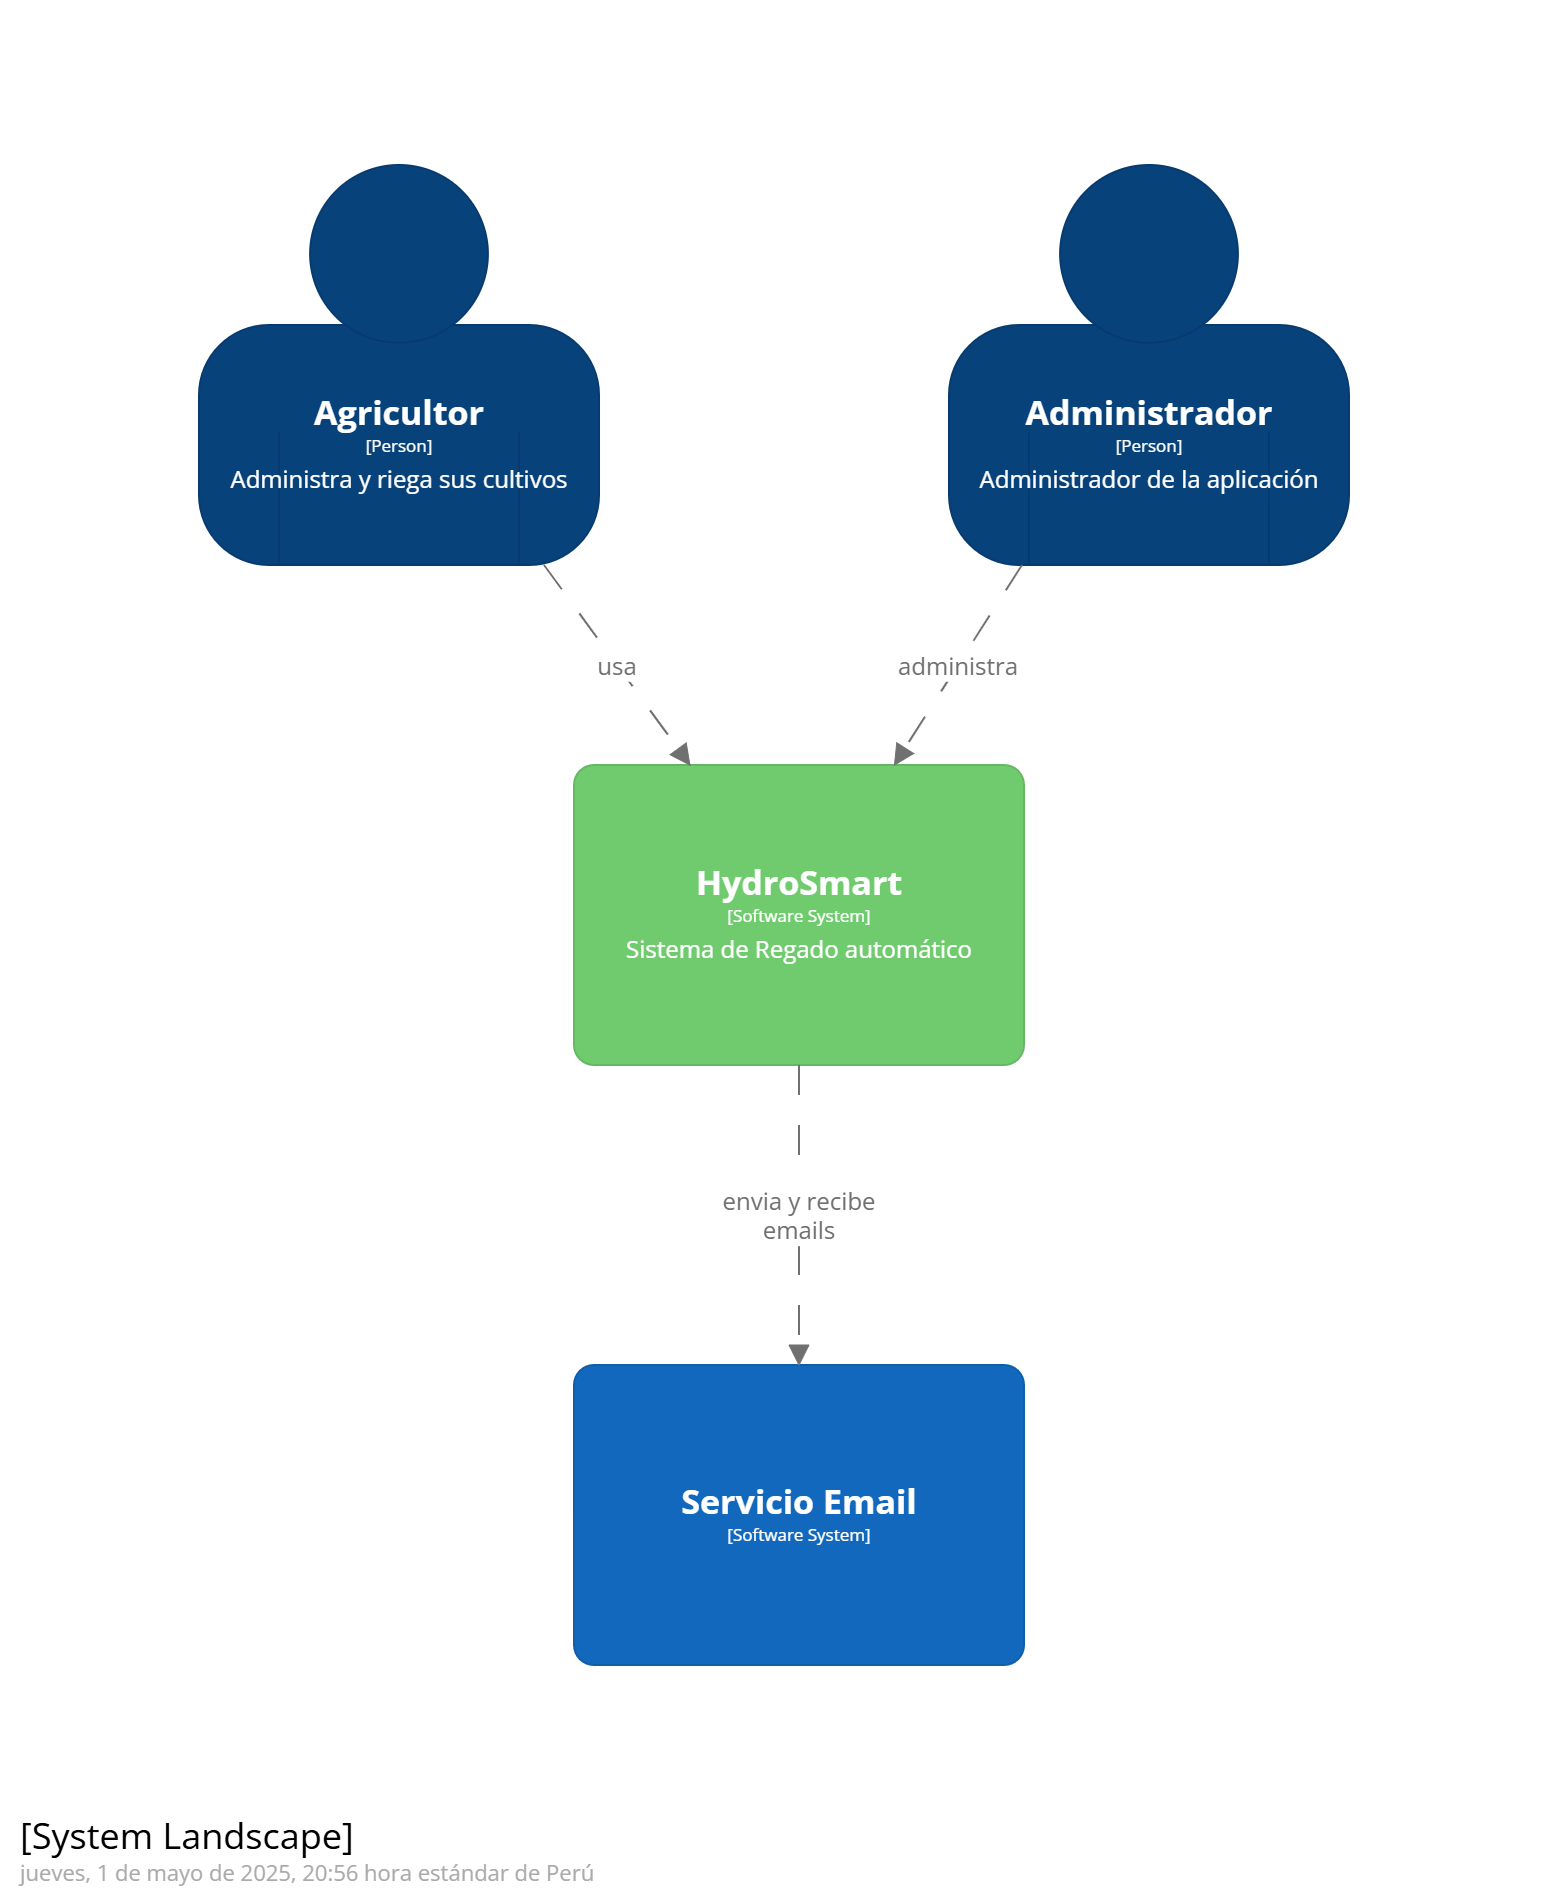 Agricultor
[Person]
Administra y riega sus cultivos
Administrador
[Person]
Administrador de la aplicación
usa
administra
HydroSmart
[Software System]
Sistema de Regado automático
envia y recibe
emails
Servicio Email
[Software System]
[System Landscape]
jueves, 1 de mayo de 2025, 20:56 hora estándar de Perú